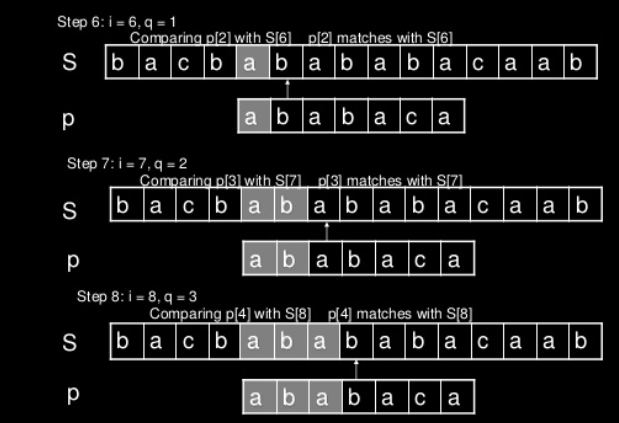 Step 6: i = 6, q = 1
Comparing p[2] with S[6] p[2] matches with S[6]
S b a c b a b a b a b a c a a b
p a b a b a c a
Step 7: i = 7, q = 2
Comparing p[3] with S[7] p[3] matches with S[7]
S b a c b a b a b a b a c a a b
p a b a b a c a
Step 8: i = 8, q = 3
Comparing p[4] with S[8] p[4] matches with S[8]
S b a c b a b a b a b a c a a b
p a b a b a c a